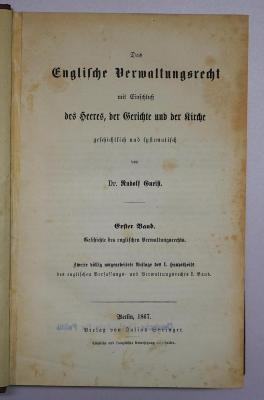 Das
Englische Verwaltungsrecht
mit Einschluß
des Heeres, der Gerichte und der Kirche
geschichtlich und systematisch
von
Dr. Rudolf Gneist.
Erster Band.
Geschichte des englischen Verwaltungsrechts.
Zweite völlig umgearbeitete Auflage des I. Haupttheils
des englischen Verfassungs- und Verwaltungsrechts I. Band.
Berlin, 1867.
Verlag von Julius Springer.